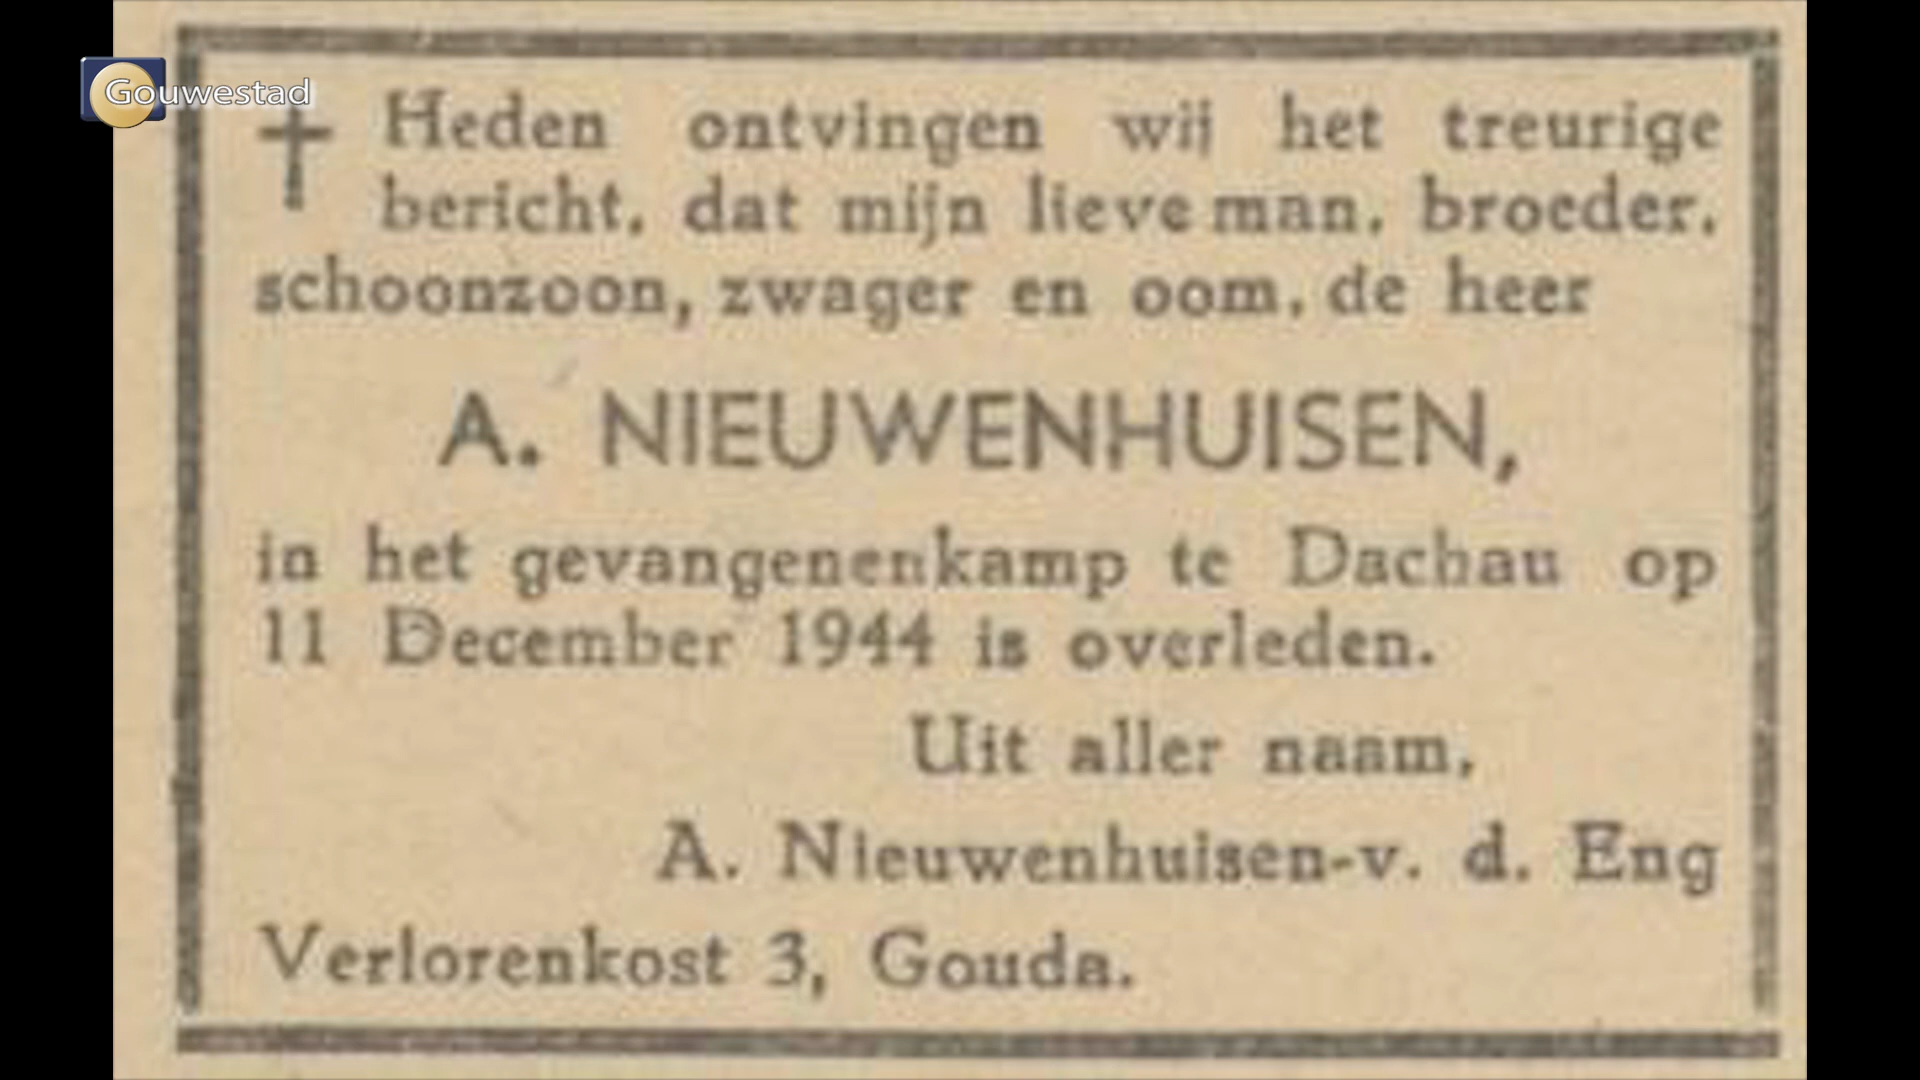 Gouwestad
Heden ontvingen wij het treurige
bericht, dat mijn lieve man, broeder,
schoonzoon, zwager en oom, de heer
A. NIEUWENHUISEN,
in het gevangenenkamp te Dachau op
11 December 1944 is overleden.
Uit aller naam,
A. Nieuwenhuisen-v. d. Eng
Verlorenkost 3, Gouda.